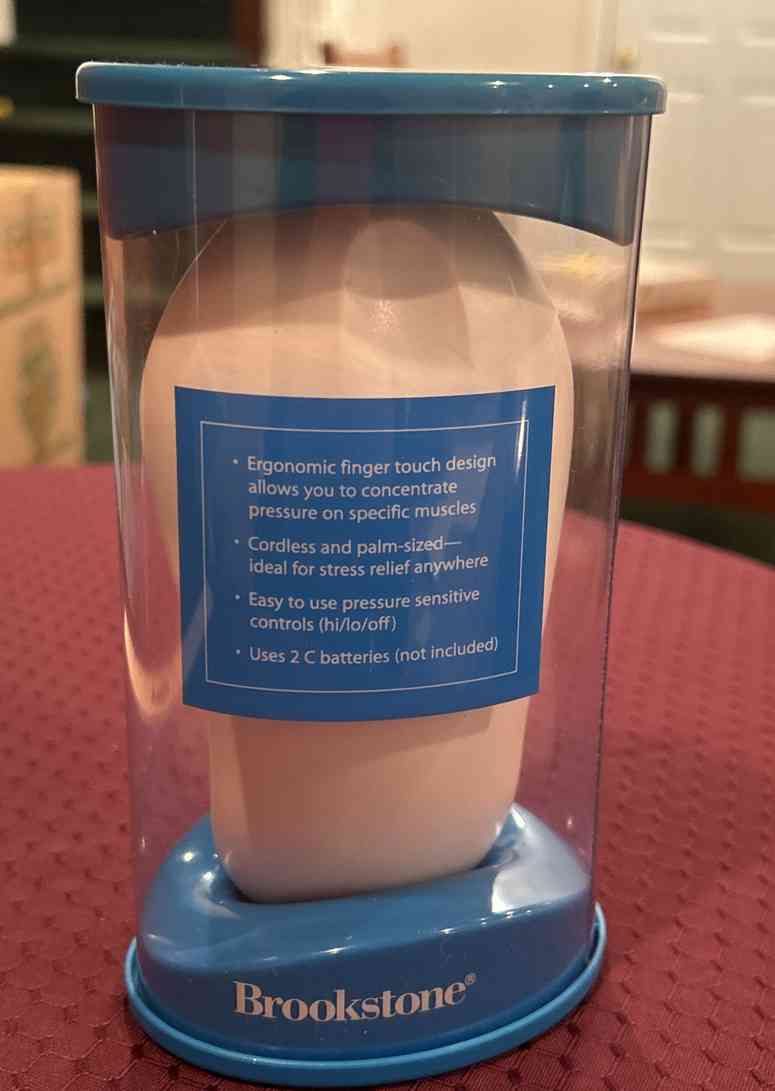 • Ergonomic finger touch design
allows you to concentrate
pressure on specific muscles
• Cordless and palm-sized—
ideal for stress relief anywhere
• Easy to use pressure sensitive
controls (hi/lo/off)
• Uses 2 C batteries (not included)
Brookstone®